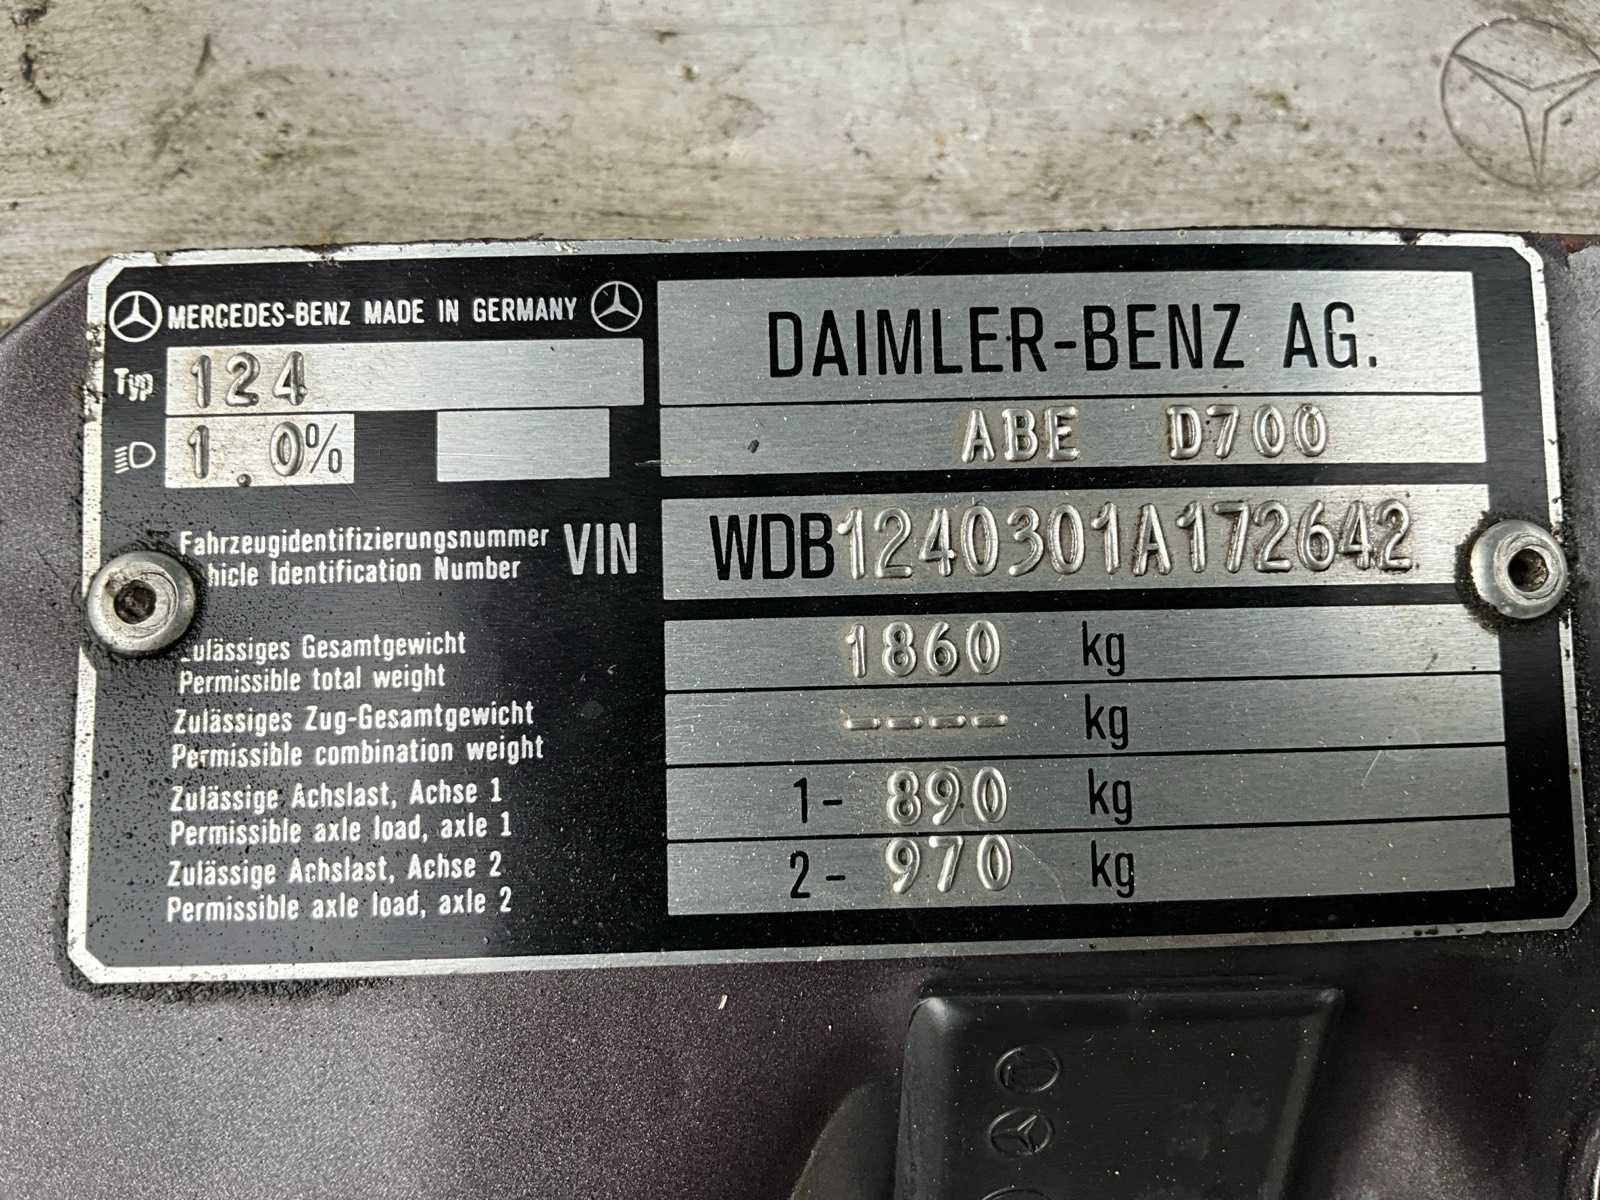 MERCEDES-BENZ MADE IN GERMANY
Typ 124
1.0%
DAIMLER-BENZ AG.
ABE D700
Fahrzeugidentifizierungsnummer
hicle Identification Number
VIN WDB1240301A172642
ulässiges Gesamtgewicht
Permissible total weight
1860 kg
Zulässiges Zug-Gesamtgewicht
Permissible combination weight
---- kg
Zulässige Achslast, Achse 1
Permissible axle load, axle 1
1- 890 kg
Zulässige Achslast, Achse 2
Permissible axle load, axle 2
2- 970 kg